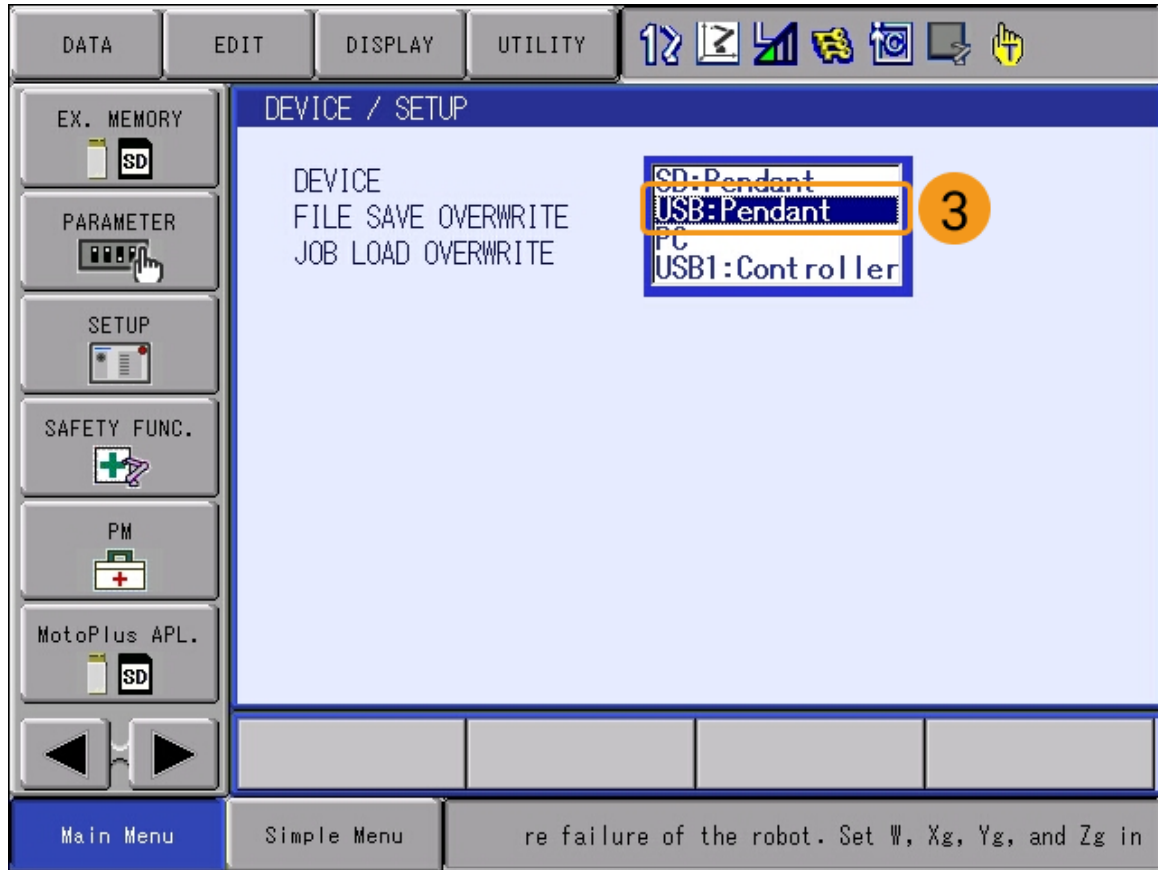 DATA
EDIT
DISPLAY
UTILITY
EX. MEMORY
SD
PARAMETER
SETUP
SAFETY FUNC.
PM
MotoPlus APL.
SD
DEVICE / SETUP
DEVICE
FILE SAVE OVERWRITE
JOB LOAD OVERWRITE
SD:Pendant
USB:Pendant
PC
USB1:Controller
3
Main Menu
Simple Menu
re failure of the robot. Set W, Xg, Yg, and Zg in